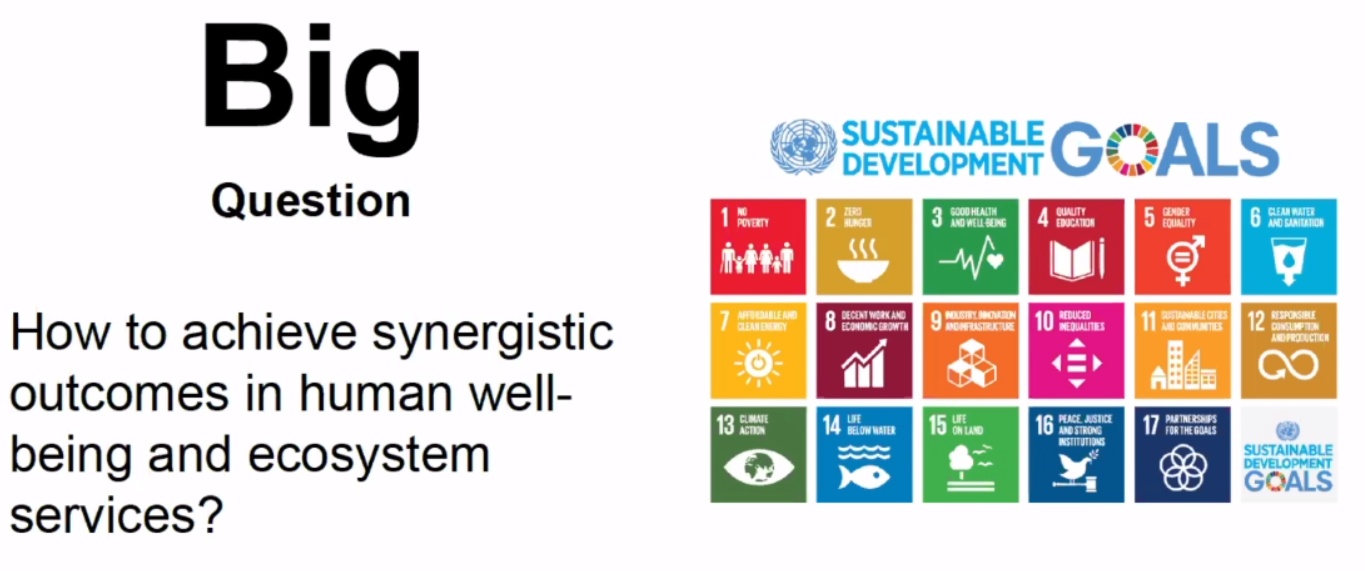 Big
Question
How to achieve synergistic
outcomes in human well-
being and ecosystem
services?
SUSTAINABLE
DEVELOPMENT
GOALS
1 NO
POVERTY
2 ZERO
HUNGER
3 GOOD HEALTH
AND WELL-BEING
4 QUALITY
EDUCATION
5 GENDER
EQUALITY
6 CLEAN WATER
AND SANITATION
7 AFFORDABLE AND
CLEAN ENERGY
8 DECENT WORK AND
ECONOMIC GROWTH
9 INDUSTRY, INNOVATION
AND INFRASTRUCTURE
10 REDUCED
INEQUALITIES
11 SUSTAINABLE CITIES
AND COMMUNITIES
12 RESPONSIBLE
CONSUMPTION
AND PRODUCTION
13 CLIMATE
ACTION
14 LIFE
BELOW WATER
15 LIFE
ON LAND
16 PEACE, JUSTICE
AND STRONG
INSTITUTIONS
17 PARTNERSHIPS
FOR THE GOALS
SUSTAINABLE
DEVELOPMENT
GOALS